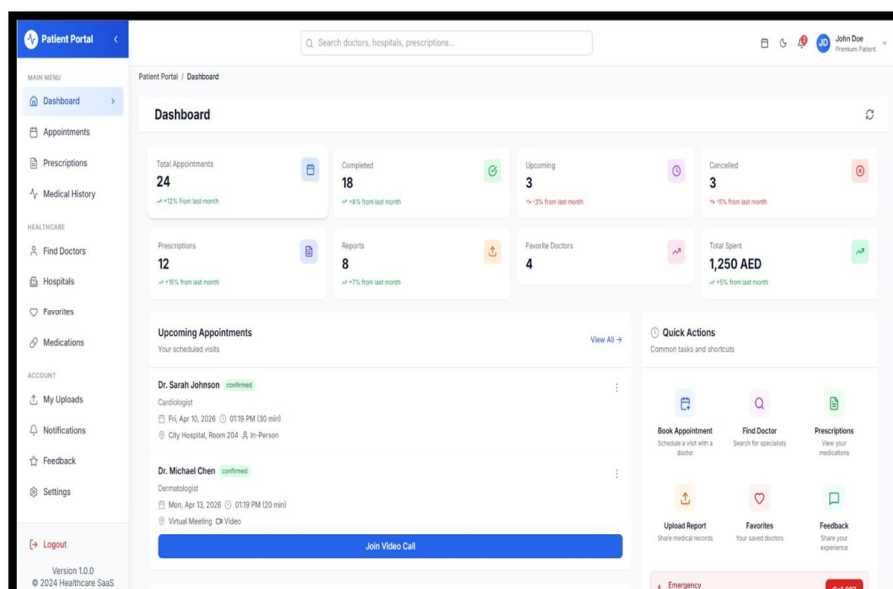 Patient Portal
Search doctors, hospitals, prescriptions...
2
JD
John Doe
Premium Patient
MAIN MENU
Dashboard
Appointments
Prescriptions
Medical History
HEALTHCARE
Find Doctors
Hospitals
Favorites
Medications
ACCOUNT
My Uploads
Notifications
Feedback
Settings
Logout
Version 1.0.0
© 2024 Healthcare SaaS
Patient Portal / Dashboard
Dashboard
Total Appointments
24
+12% from last month
Completed
18
+8% from last month
Upcoming
3
-3% from last month
Cancelled
3
-5% from last month
Prescriptions
12
+15% from last month
Reports
8
+7% from last month
Favorite Doctors
4
Total Spent
1,250 AED
+5% from last month
Upcoming Appointments
Your scheduled visits
View All →
Dr. Sarah Johnson confirmed
Cardiologist
Fri, Apr 10, 2026 01:19 PM (30 min)
City Hospital, Room 204 In-Person
Dr. Michael Chen confirmed
Dermatologist
Mon, Apr 13, 2026 01:19 PM (20 min)
Virtual Meeting Video
Join Video Call
Quick Actions
Common tasks and shortcuts
Book Appointment
Schedule a visit with a
doctor
Find Doctor
Search for specialists
Prescriptions
View your
medications
Upload Report
Share medical records
Favorites
Your saved doctors
Feedback
Share your
experience
Emergency